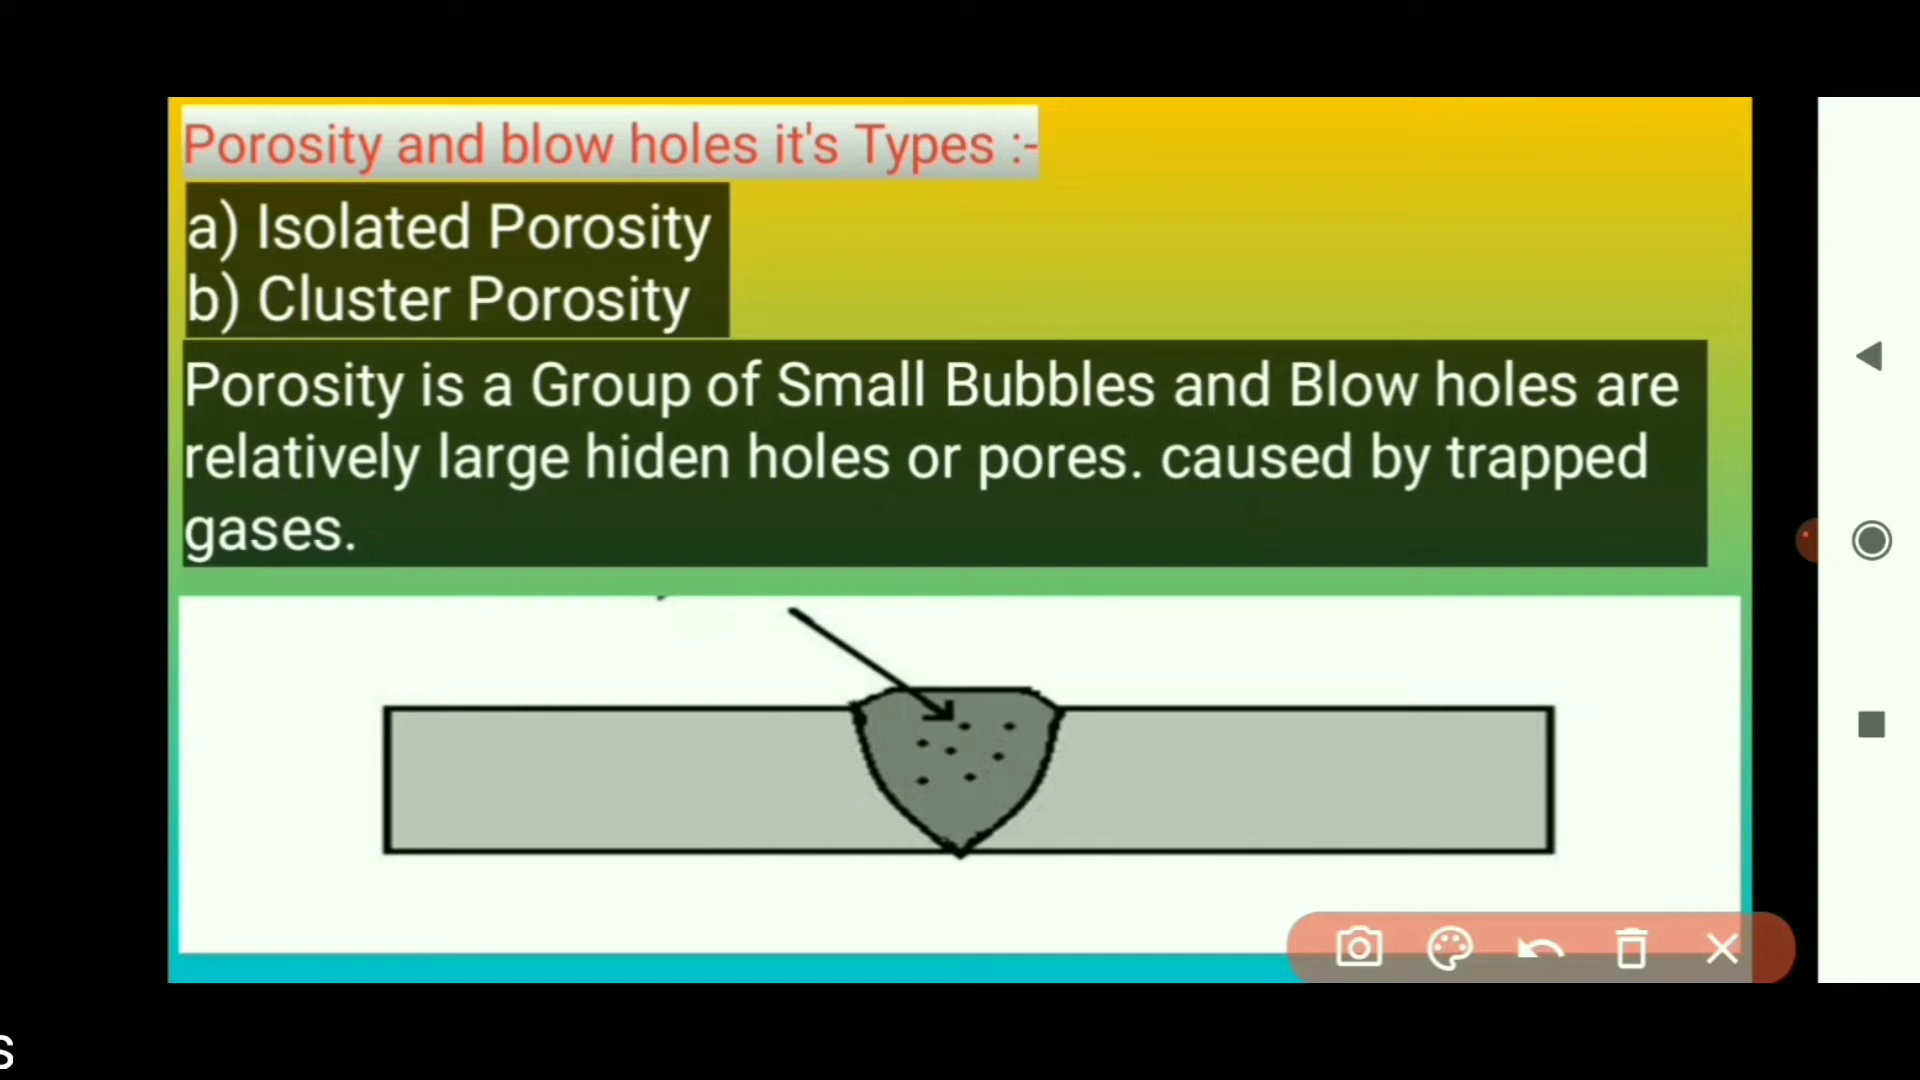 Porosity and blow holes it's Types :-
a) Isolated Porosity
b) Cluster Porosity
Porosity is a Group of Small Bubbles and Blow holes are
relatively large hiden holes or pores. caused by trapped
gases.
s